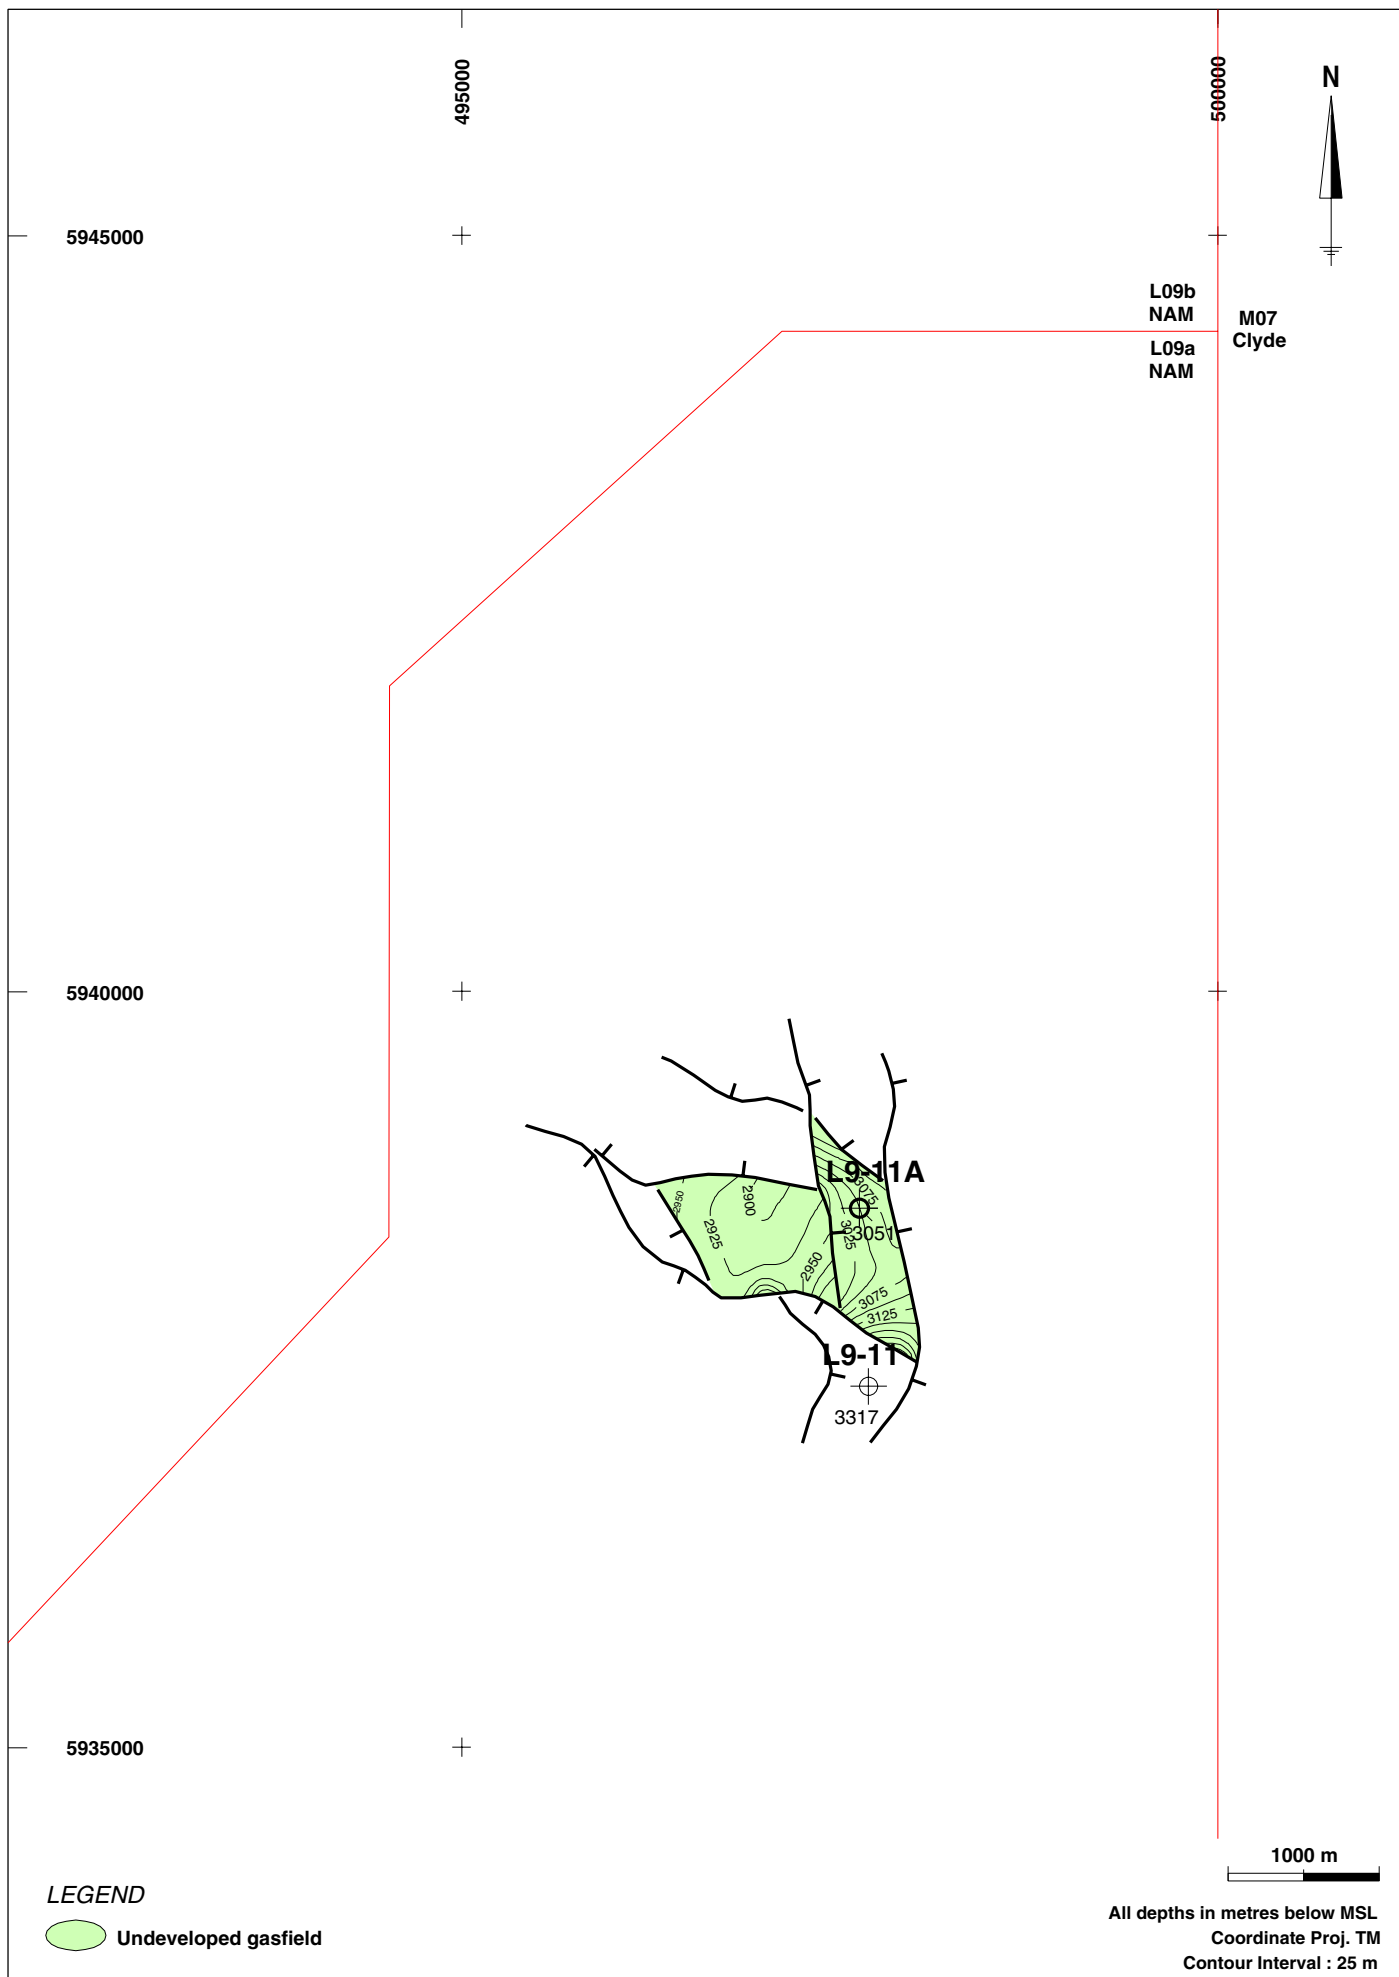 495000
500000
N
5945000
L09b
NAM
M07
Clyde
L09a
NAM
5940000
L9-11A
3075
2950
2900
2925
3025
3051
2950
3075
3125
L9-11
3317
5935000
1000 m
LEGEND
Undeveloped gasfield
All depths in metres below MSL
Coordinate Proj. TM
Contour Interval : 25 m